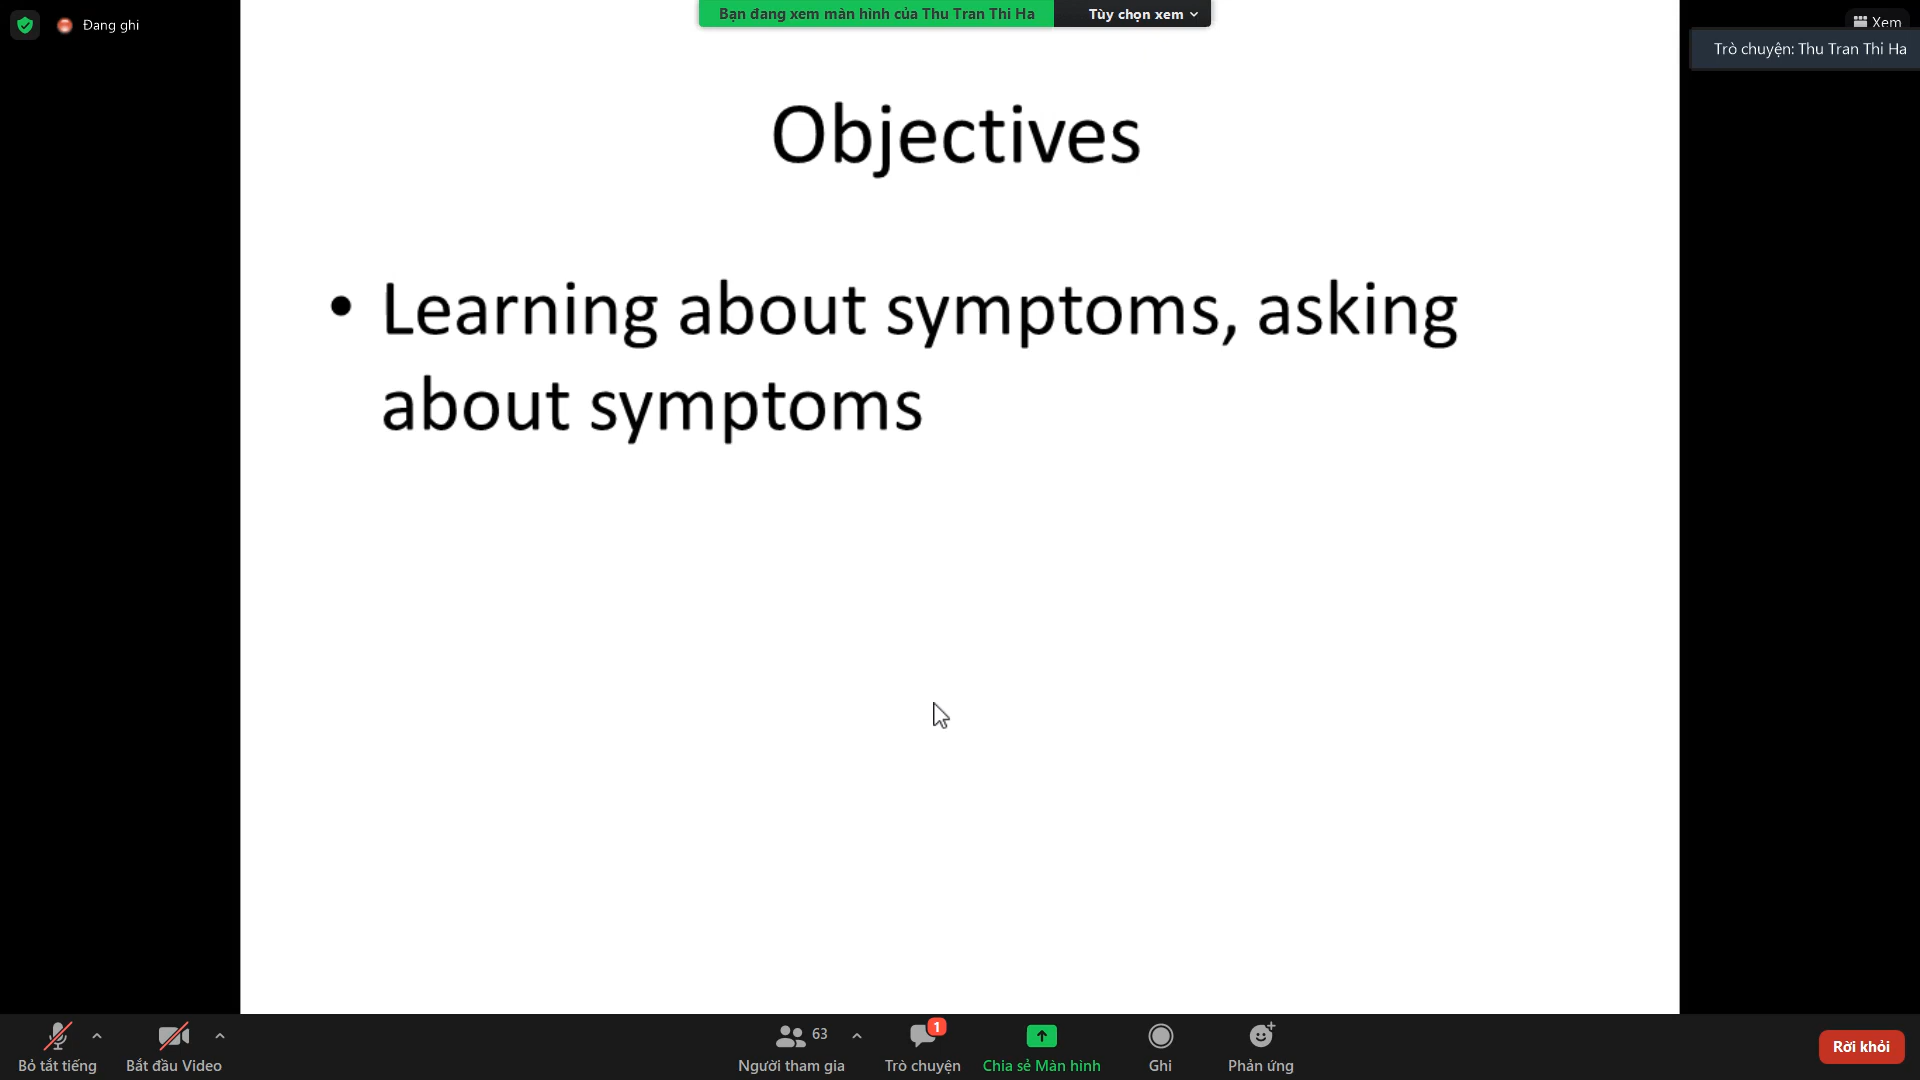 Đang ghi
Bạn đang xem màn hình của Thu Tran Thi Ha
Tùy chọn xem
Xem
Trò chuyện: Thu Tran Thi Ha
Objectives
• Learning about symptoms, asking
about symptoms
Bỏ tắt tiếng
Bắt đầu Video
63
Người tham gia
1
Trò chuyện
Chia sẻ Màn hình
Ghi
Phản ứng
Rời khỏi